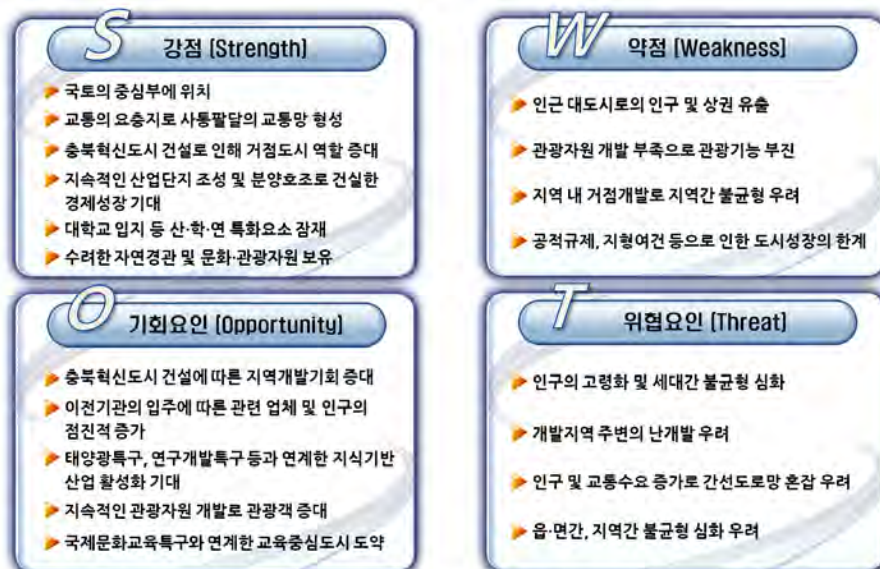 S 강점 [Strength]
국토의 중심부에 위치
교통의 요충지로 사통팔달의 교통망 형성
충북혁신도시 건설로 인해 거점도시 역할 증대
지속적인 산업단지 조성 및 분양호조로 건실한
경제성장 기대
대학교 입지 등 산·학·연 특화요소 잠재
수려한 자연경관 및 문화·관광자원 보유
W 약점 [Weakness]
인근 대도시로의 인구 및 상권 유출
관광자원 개발 부족으로 관광기능 부진
지역 내 거점개발로 지역간 불균형 우려
공적규제, 지형여건 등으로 인한 도시성장의 한계
O 기회요인 [Opportunity]
충북혁신도시 건설에 따른 지역개발기회 증대
이전기관의 입주에 따른 관련 업체 및 인구의
점진적 증가
태양광특구, 연구개발특구 등과 연계한 지식기반
산업 활성화 기대
지속적인 관광자원 개발로 관광객 증대
국제문화교육특구와 연계한 교육중심도시 도약
T 위협요인 [Threat]
인구의 고령화 및 세대간 불균형 심화
개발지역 주변의 난개발 우려
인구 및 교통수요 증가로 간선도로망 혼잡 우려
읍·면간, 지역간 불균형 심화 우려